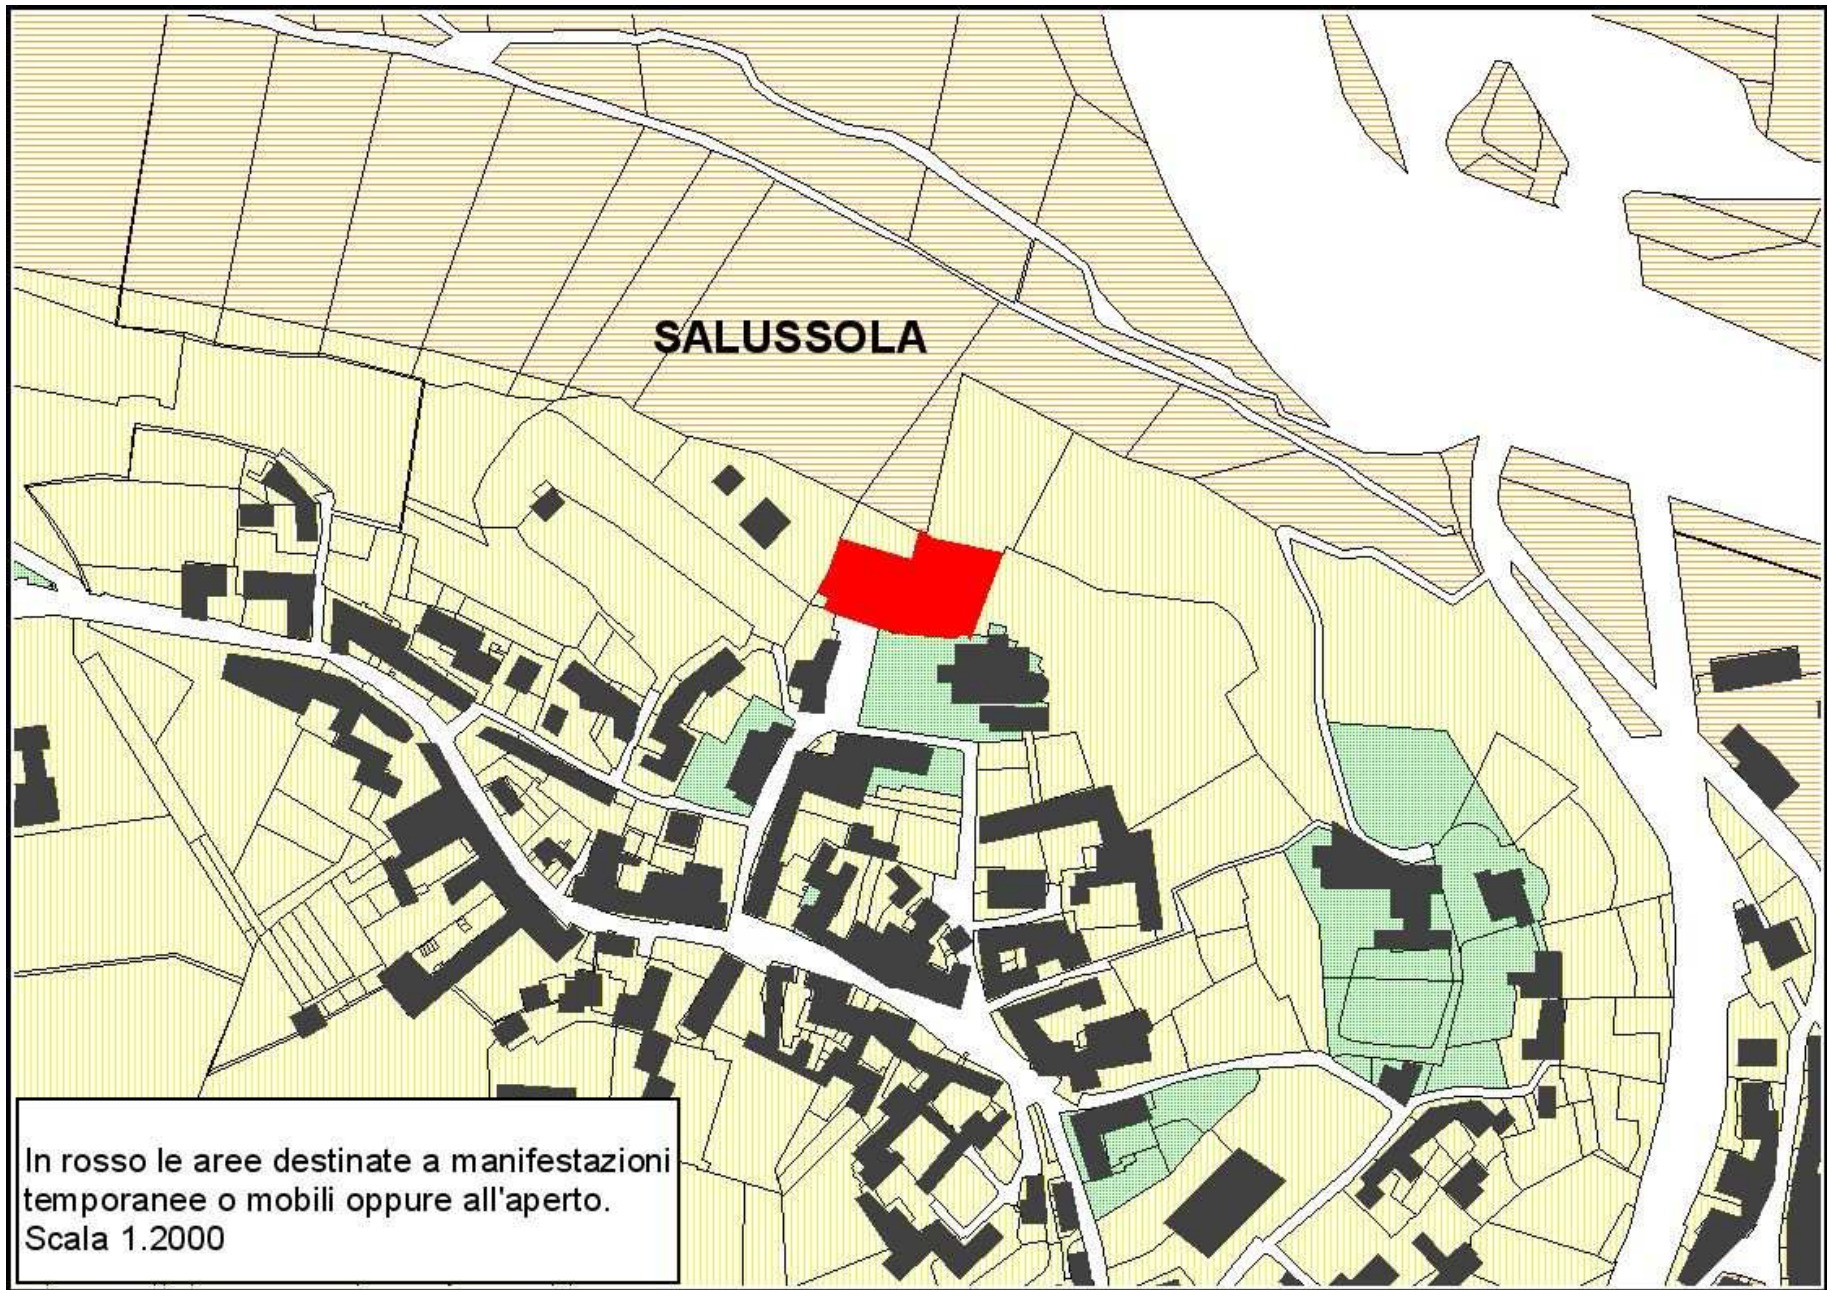 SALUSSOLA
In rosso le aree destinate a manifestazioni
temporanee o mobili oppure all'aperto.
Scala 1.2000